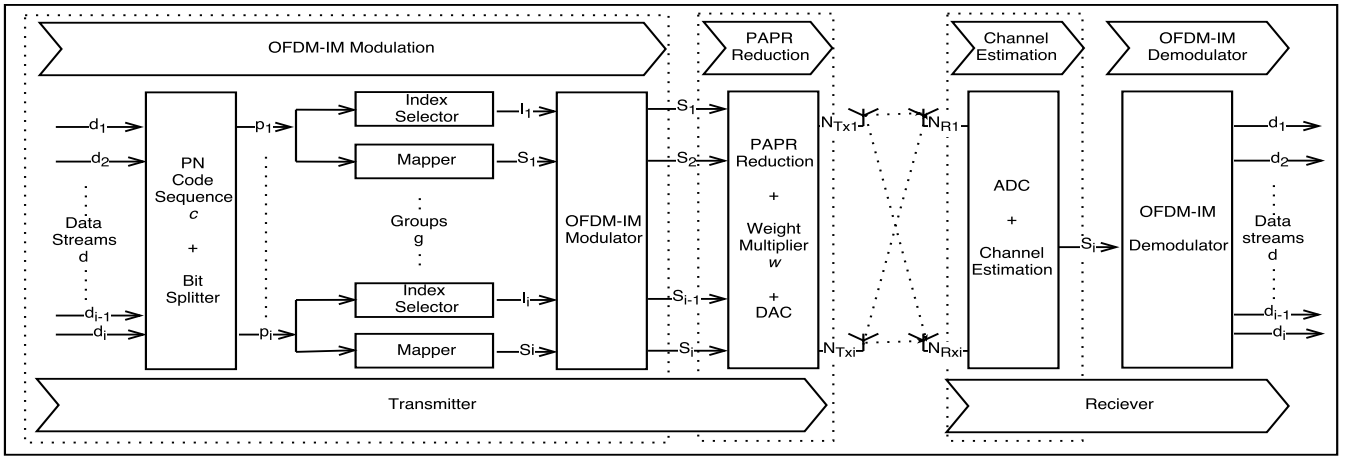 OFDM-IM Modulation
PAPR
Reduction
Channel
Estimation
OFDM-IM
Demodulator
d1
d2
Data
Streams
d
di-1
di
PN
Code
Sequence
c
+
Bit
Splitter
p1
pi
Index
Selector
Mapper
I1
S1
Groups
g
Index
Selector
Mapper
Ii
Si
OFDM-IM
Modulator
S1
S2
Si-1
Si
PAPR
Reduction
+
Weight
Multiplier
w
+
DAC
NTx1
NTxi
NR1
NRxi
ADC
+
Channel
Estimation
Si
OFDM-IM
Demodulator
d1
d2
Data
streams
d
di-1
di
Transmitter
Reciever